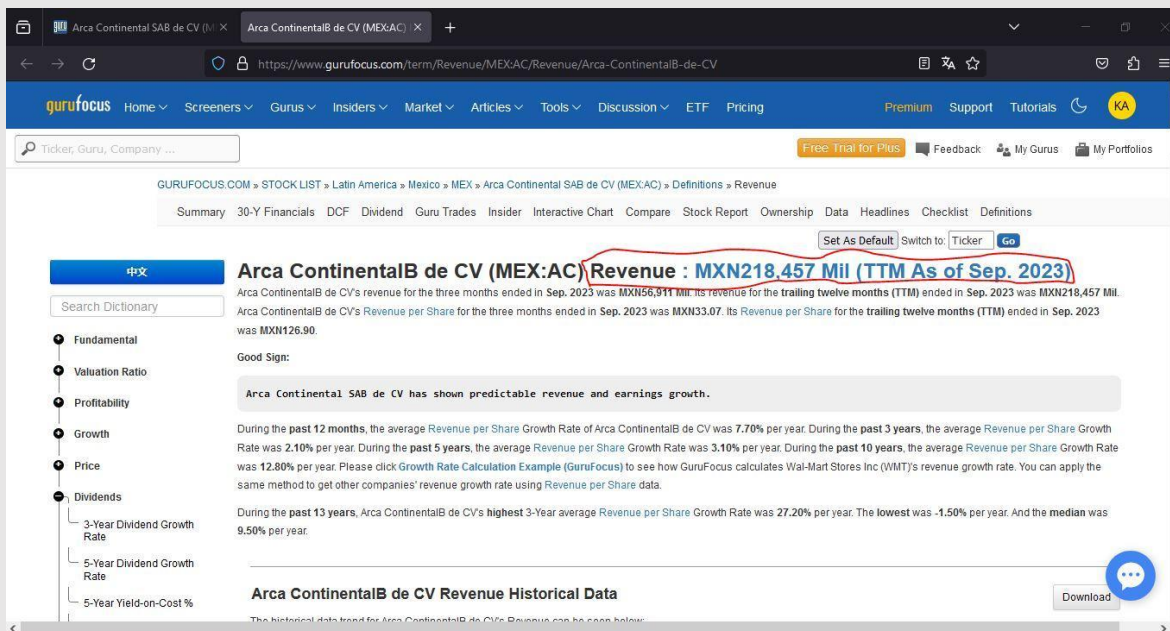 Arca Continental SAB de CV (M
Arca ContinentalB de CV (MEX:AC)
https://www.gurufocus.com/term/Revenue/MEX:AC/Revenue/Arca-ContinentalB-de-CV
gurufocus Home Screeners Gurus Insiders Market Articles Tools Discussion ETF Pricing Premium Support Tutorials KA
Ticker, Guru, Company ... Free Trial for Plus Feedback My Gurus My Portfolios
GURUFOCUS.COM » STOCK LIST » Latin America » Mexico » MEX » Arca Continental SAB de CV (MEX:AC) » Definitions » Revenue
Summary 30-Y Financials DCF Dividend Guru Trades Insider Interactive Chart Compare Stock Report Ownership Data Headlines Checklist Definitions
Set As Default Switch to: Ticker Go
中文
Search Dictionary
Fundamental
Valuation Ratio
Profitability
Growth
Price
Dividends
3-Year Dividend Growth
Rate
5-Year Dividend Growth
Rate
5-Year Yield-on-Cost %
Arca ContinentalB de CV (MEX:AC) Revenue : MXN218,457 Mil (TTM As of Sep. 2023)
Arca ContinentalB de CV's revenue for the three months ended in Sep. 2023 was MXN56,911 Mil. Its revenue for the trailing twelve months (TTM) ended in Sep. 2023 was MXN218,457 Mil.
Arca ContinentalB de CV's Revenue per Share for the three months ended in Sep. 2023 was MXN33.07. Its Revenue per Share for the trailing twelve months (TTM) ended in Sep. 2023
was MXN126.90.
Good Sign:
Arca Continental SAB de CV has shown predictable revenue and earnings growth.
During the past 12 months, the average Revenue per Share Growth Rate of Arca ContinentalB de CV was 7.70% per year. During the past 3 years, the average Revenue per Share Growth
Rate was 2.10% per year. During the past 5 years, the average Revenue per Share Growth Rate was 3.10% per year. During the past 10 years, the average Revenue per Share Growth Rate
was 12.80% per year. Please click Growth Rate Calculation Example (GuruFocus) to see how GuruFocus calculates Wal-Mart Stores Inc (WMT)'s revenue growth rate. You can apply the
same method to get other companies' revenue growth rate using Revenue per Share data.
During the past 13 years, Arca ContinentalB de CV's highest 3-Year average Revenue per Share Growth Rate was 27.20% per year. The lowest was -1.50% per year. And the median was
9.50% per year.
Arca ContinentalB de CV Revenue Historical Data
Download
The historical data trend for Arca ContinentalB de CV's Revenue can be seen below: